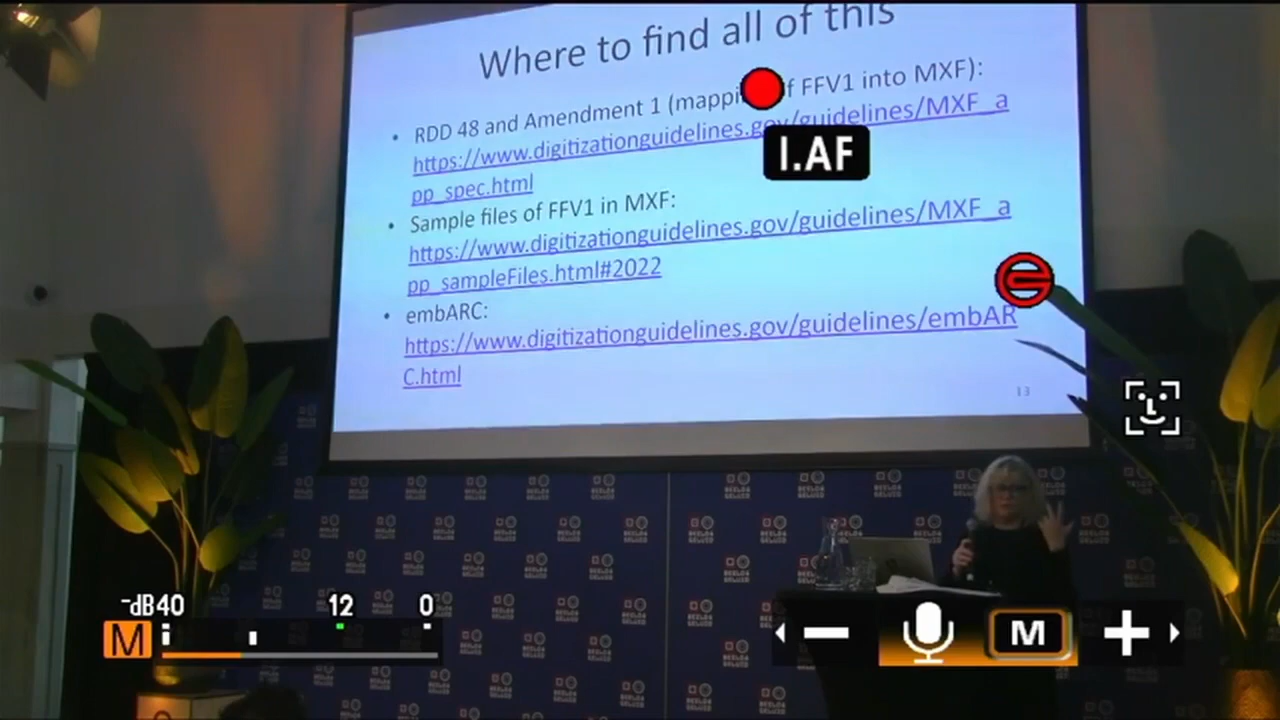 Where to find all of this
• RDD 48 and Amendment 1 (mappi f FFV1 into MXF):
https://www.digitizationguidelines.gov/guidelines/MXF_a
pp_spec.html
• Sample files of FFV1 in MXF:
https://www.digitizationguidelines.gov/guidelines/MXF_a
pp_sampleFiles.html#2022
• embARC:
https://www.digitizationguidelines.gov/guidelines/embAR
C.html
13
I.AF
-dB40 12 0
M
M
BEELD&
GELUID